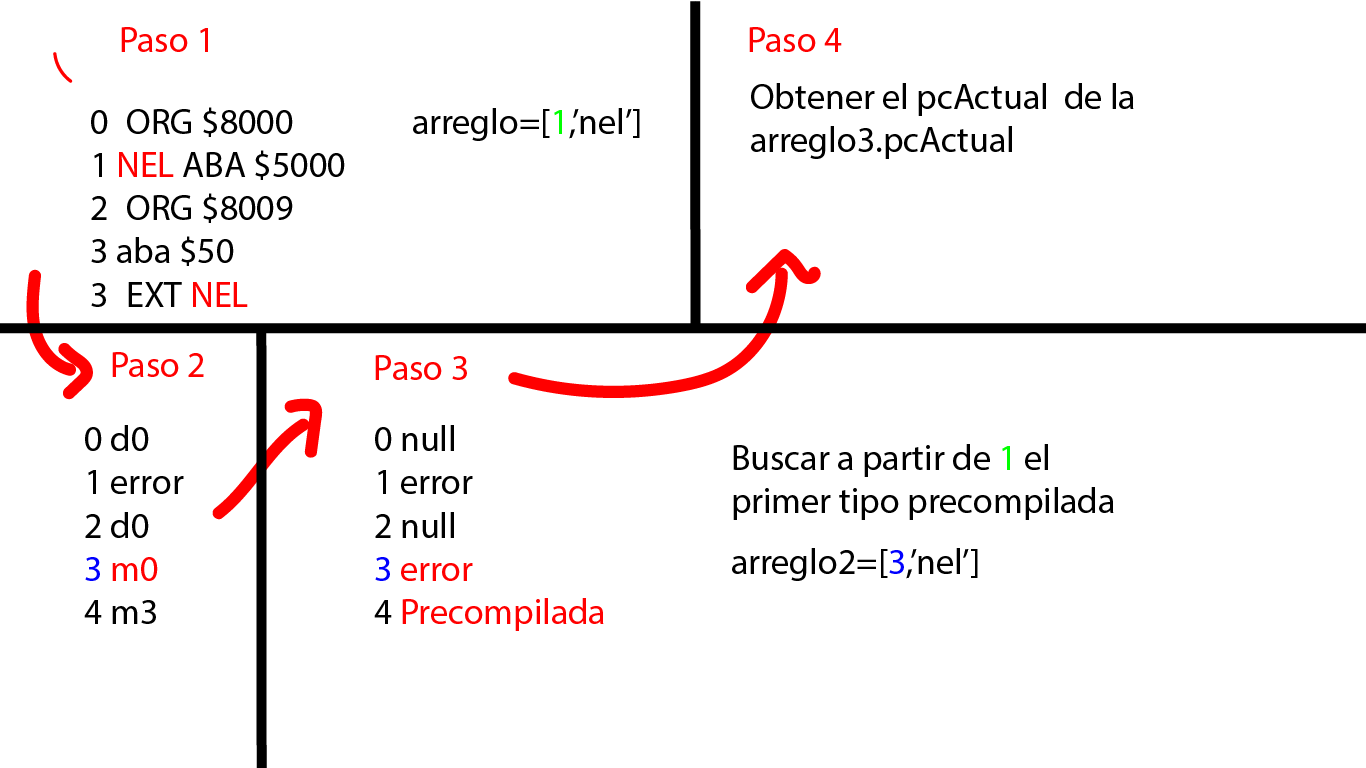 Paso 1
0 ORG $8000
arreglo=[1,'nel']
1 NEL ABA $5000
2 ORG $8009
3 aba $50
3 EXT NEL
Paso 4
Obtener el pcActual de la
arreglo3.pcActual
Paso 2
0 d0
1 error
2 d0
3 m0
4 m3
Paso 3
0 null
1 error
2 null
3 error
4 Precompilada
Buscar a partir de 1 el
primer tipo precompilada
arreglo2=[3,'nel']